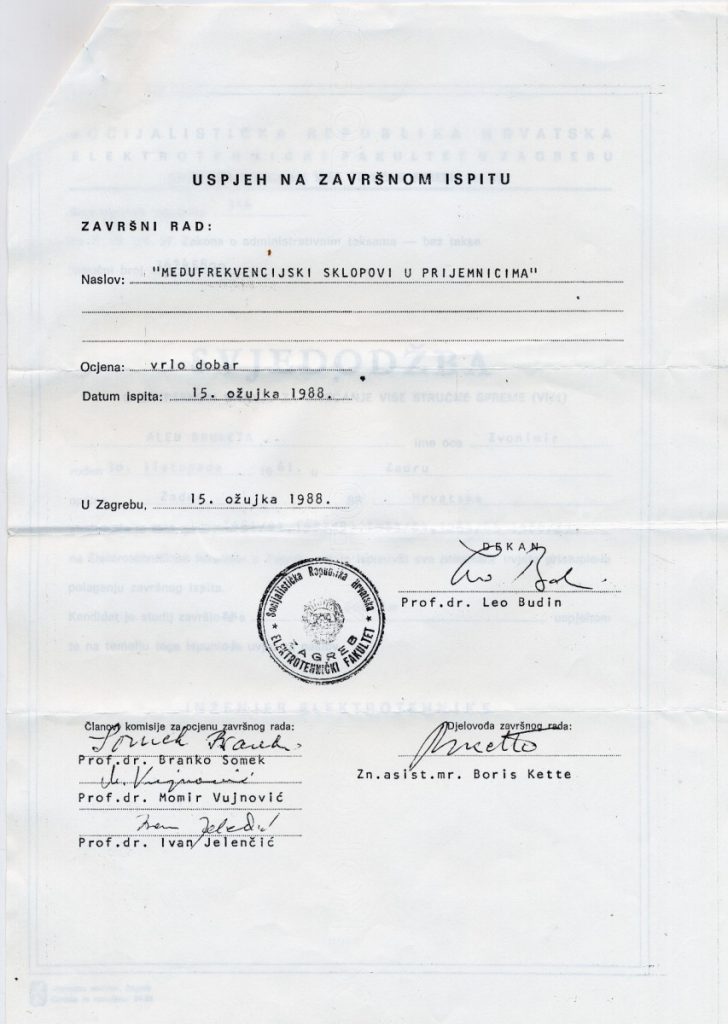 USPJEH NA ZAVRŠNOM ISPITU
ZAVRŠNI RAD:
Naslov: "MEDUFREKVENCIJSKI SKLOPOVI U PRIJEMNICIMA"
Ocjena: vrlo dobar
Datum ispita: 15. ožujka 1988.
U Zagrebu, 15. ožujka 1988.
DEKAN
Prof.dr. Leo Budin
Socijalistička Republika Hrvatska
ZAGREB
ELEKTROTEHNIČKI FAKULTET
Članovi komisije za ocjenu završnog rada:
Somek Branko
Prof.dr. Branko Somek
Prof.dr. Momir Vujnović
Prof.dr. Ivan Jelenčić
Djelovođa završnog rada:
Zn.asist.mr. Boris Kette